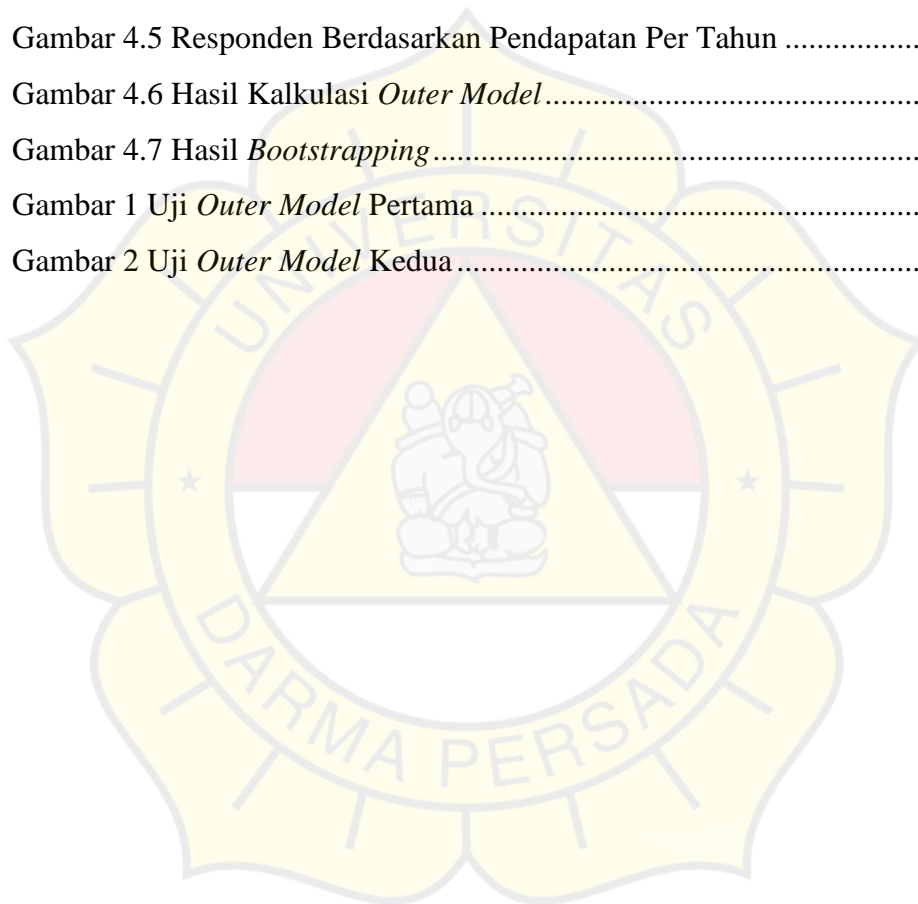 Gambar 4.5 Responden Berdasarkan Pendapatan Per Tahun .................
Gambar 4.6 Hasil Kalkulasi Outer Model...............................................
Gambar 4.7 Hasil Bootstrapping.............................................................
Gambar 1 Uji Outer Model Pertama .......................................................
Gambar 2 Uji Outer Model Kedua ..........................................................
UNIVERSITAS
DARMA PERSADA